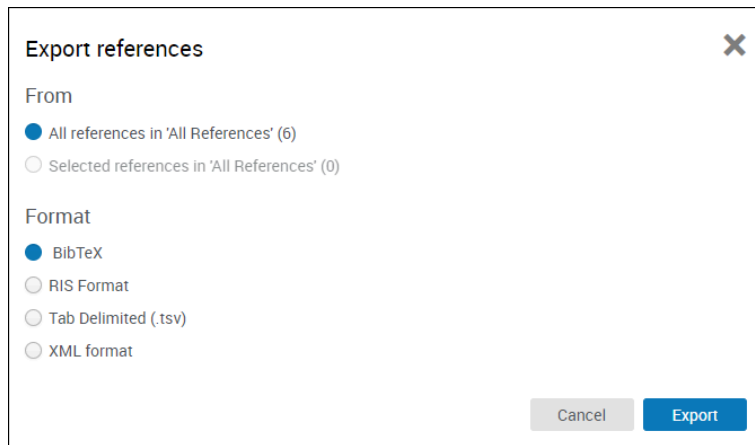 Export references
From
All references in 'All References' (6)
Selected references in 'All References' (0)
Format
BibTeX
RIS Format
Tab Delimited (.tsv)
XML format
Cancel Export